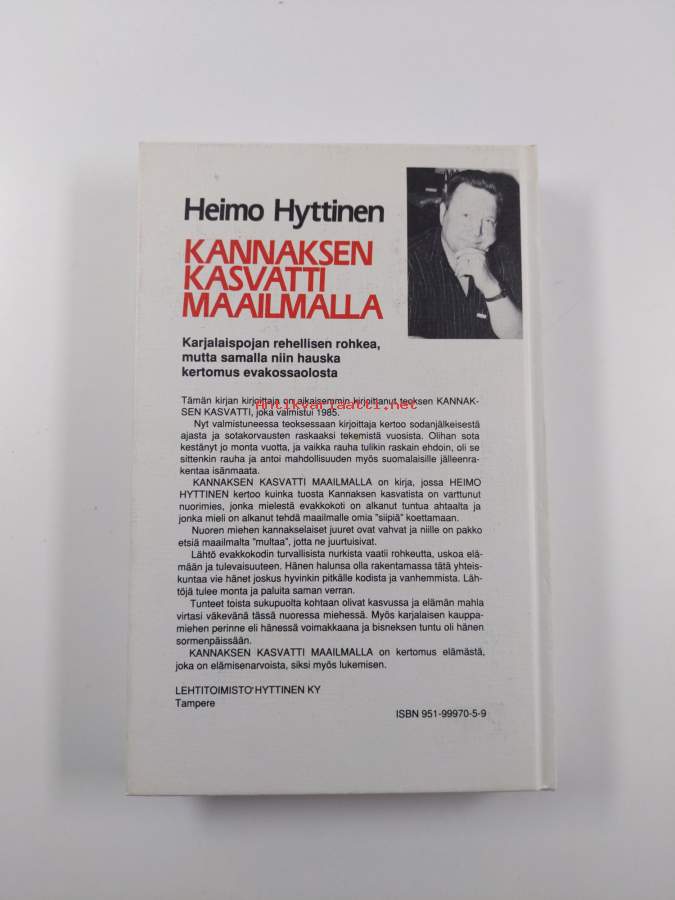 Heimo Hyttinen
KANNAKSEN
KASVATTI
MAAILMALLA
Karjalaispojan rehellisen rohkea,
mutta samalla niin hauska
kertomus evakossaolosta
Tämän kirjan kirjoittaja on aikaisemmin kirjoittanut teoksen KANNAK-
SEN KASVATTI, joka valmistui 1985.
Antikvariaatti.net
Nyt valmistuneessa teoksessaan kirjoittaja kertoo sodanjälkeisestä
ajasta ja sotakorvausten raskaaksi tekemistä vuosista. Olihan sota
kestänyt jo monta vuotta, ja vaikka rauha tulikin raskain ehdoin, oli se
sittenkin rauha ja antoi mahdollisuuden myös suomalaisille jälleenra-
kentaa isänmaata.
KANNAKSEN KASVATTI MAAILMALLA on kirja, jossa HEIMO
HYTTINEN kertoo kuinka tuosta Kannaksen kasvatista on varttunut
nuorimies, jonka mielestä evakkokoti on alkanut tuntua ahtaalta ja
jonka mieli on alkanut tehdä maailmalle omia "siipiä" koettamaan.
Nuoren miehen kannakselaiset juuret ovat vahvat ja niille on pakko
etsiä maailmalta "multaa", jotta ne juurtuisivat.
Lähtö evakkokodin turvallisista nurkista vaatii rohkeutta, uskoa elä-
mään ja tulevaisuuteen. Hänen halunsa olla rakentamassa tätä yhteis-
kuntaa vie hänet joskus hyvinkin pitkälle kodista ja vanhemmista. Läh-
töjä tulee monta ja paluita saman verran.
Tunteet toista sukupuolta kohtaan olivat kasvussa ja elämän mahla
virtasi väkevänä tässä nuoressa miehessä. Myös karjalaisen kauppa-
miehen perinne eli hänessä voimakkaana ja bisneksen tuntu oli hänen
sormenpäissään.
KANNAKSEN KASVATTI MAAILMALLA on kertomus elämästä,
joka on elämisenarvoista, siksi myös lukemisen.
LEHTITOIMISTO HYTTINEN KY
Tampere
ISBN 951-99970-5-9